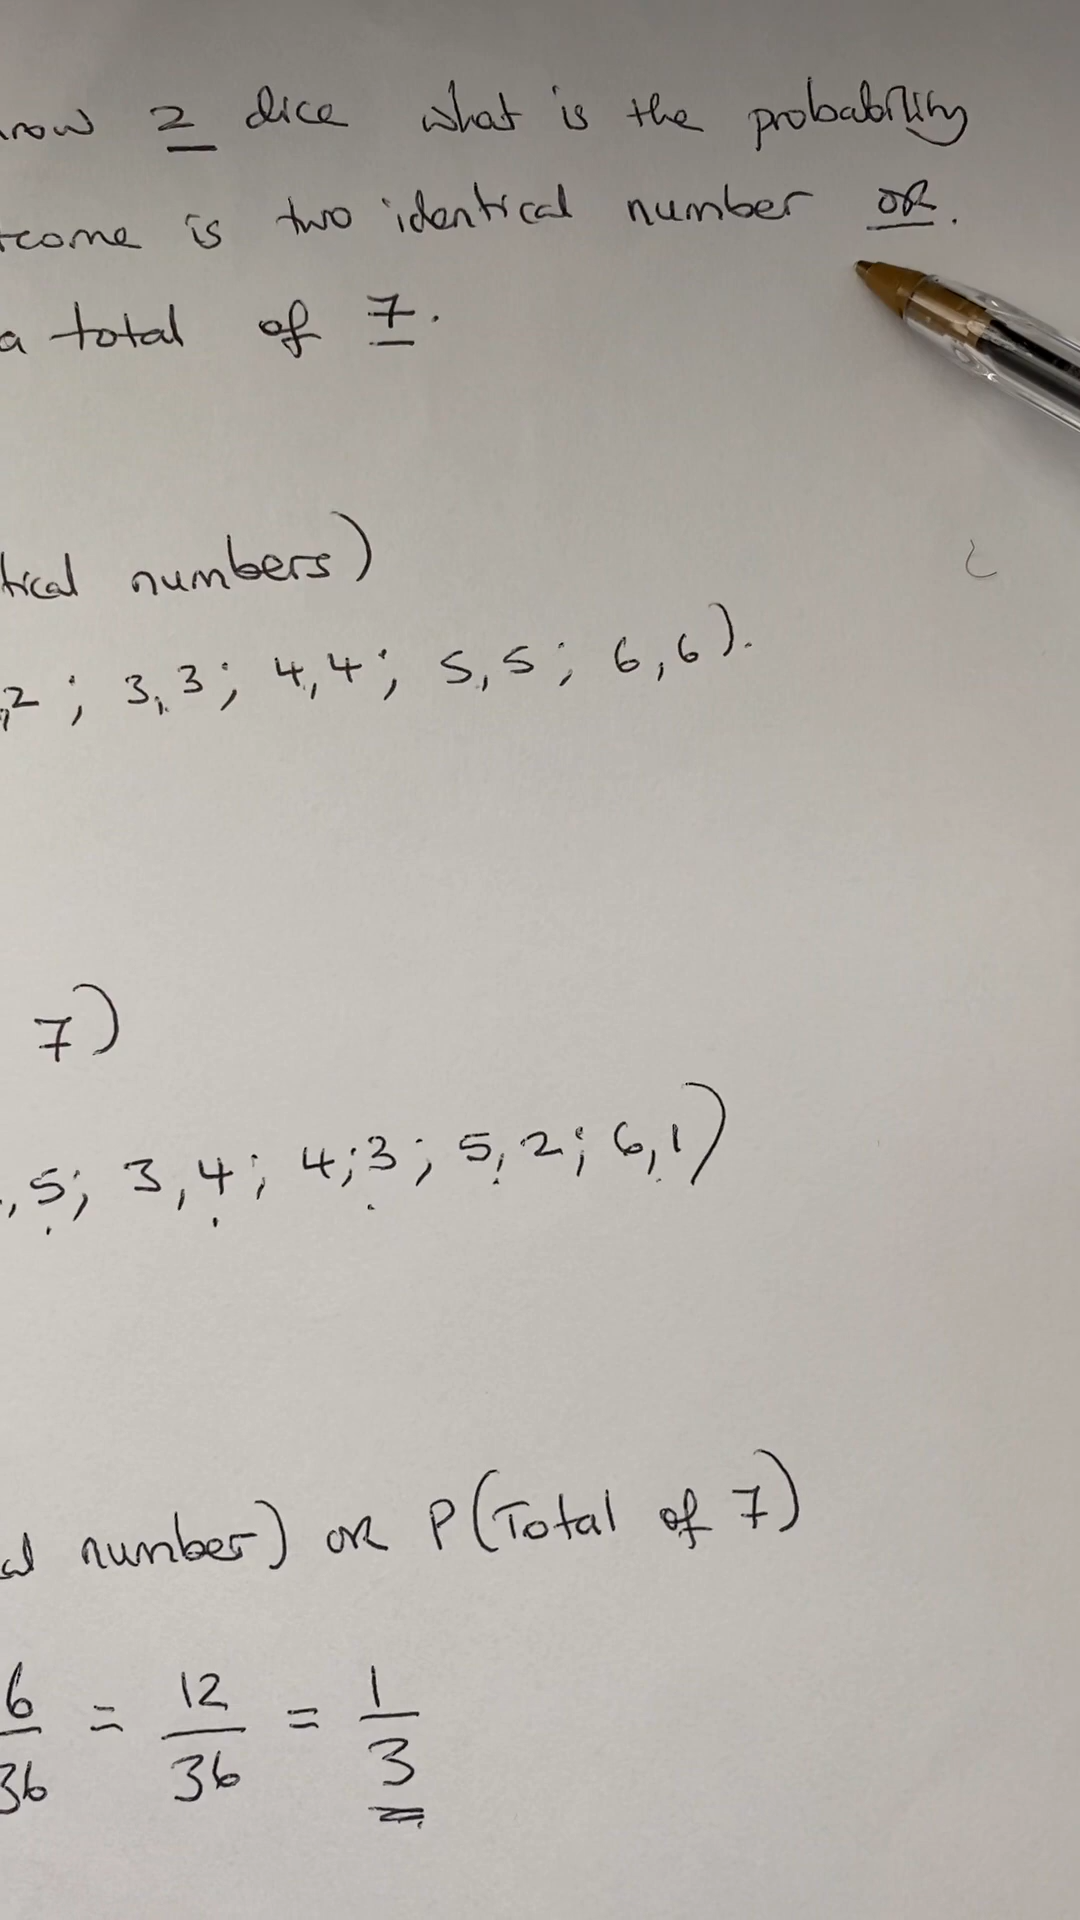 row 2 dice what is the probability
come is two identical number OR.
a total of 7.
tical numbers)
,2 ; 3,3 ; 4,4 ; 5,5 ; 6,6).
7)
,5; 3,4; 4;3; 5,2; 6,1)
number) OR P(Total of 7)
6/36 = 12/36 = 1/3